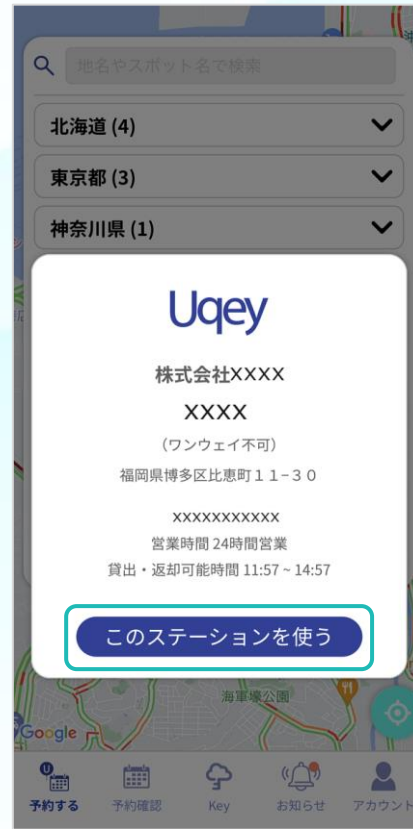 地名やスポット名で検索
北海道 (4)
東京都 (3)
神奈川県 (1)
Uqey
株式会社XXXX
XXXX
（ワンウェイ不可）
福岡県博多区比恵町１１−３０
XXXXXXXXXXX
営業時間 24時間営業
貸出・返却可能時間 11:57 ~ 14:57
このステーションを使う
海軍壕公園
Google
U
予約する
予約確認
Key
お知らせ
アカウント